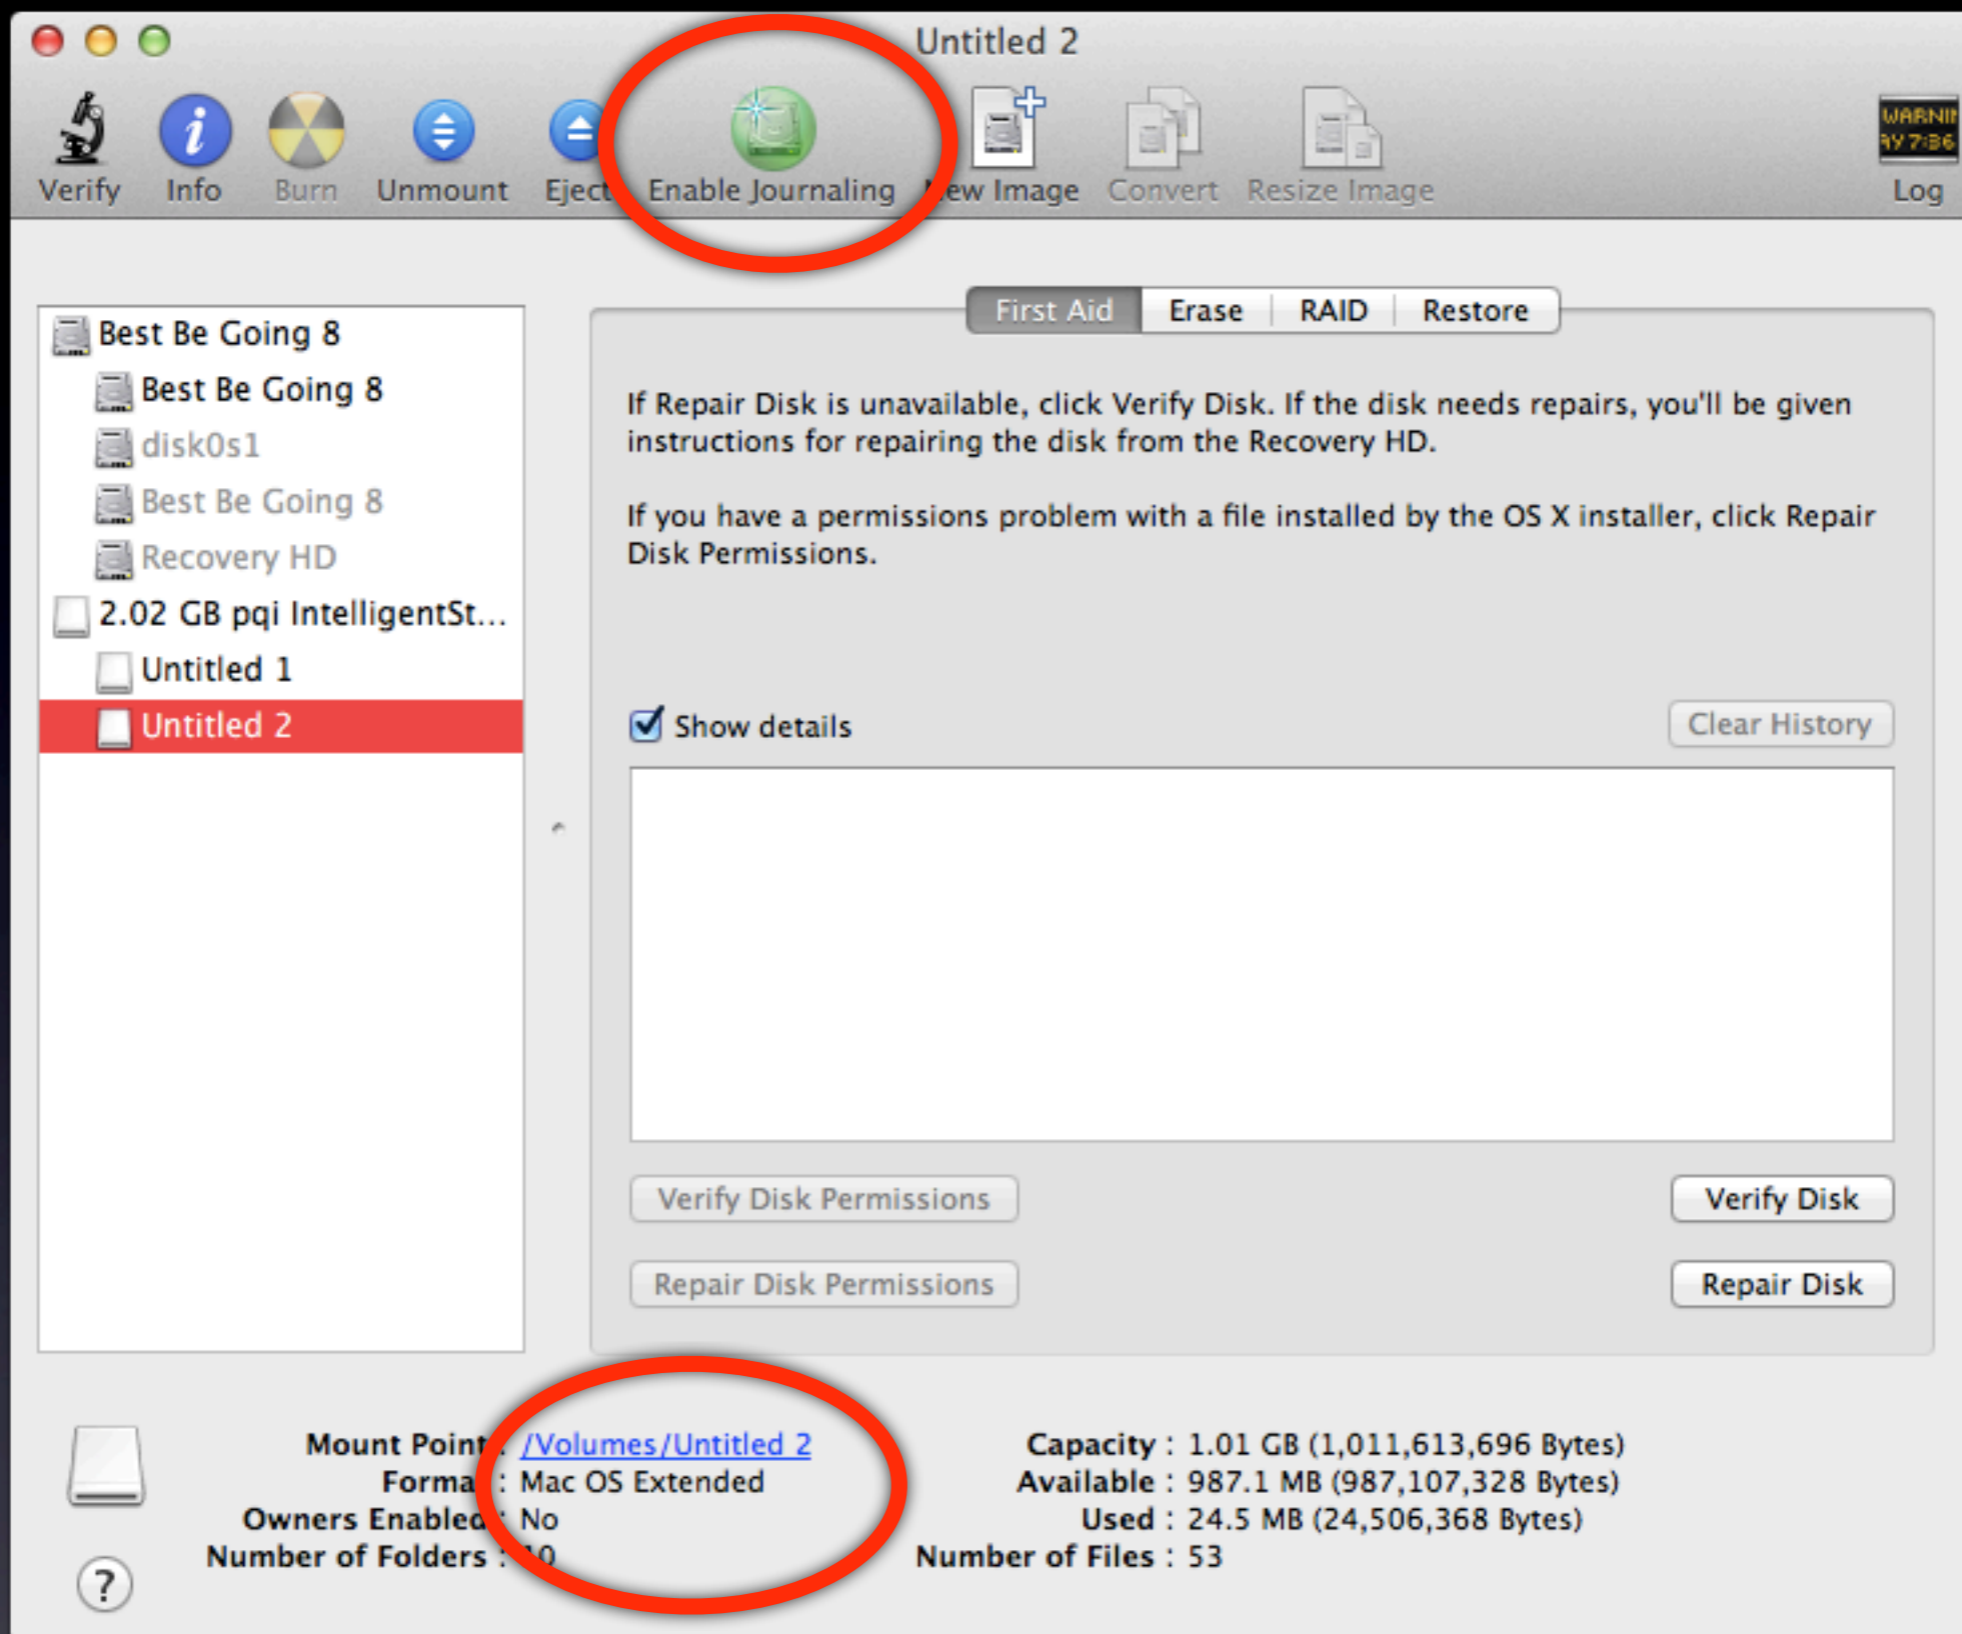 Untitled 2
Verify Info Burn Unmount Eject Enable Journaling New Image Convert Resize Image Log
WARNIN
AY 7:36
First Aid Erase RAID Restore
Best Be Going 8
Best Be Going 8
disk0s1
Best Be Going 8
Recovery HD
2.02 GB pqi IntelligentSt...
Untitled 1
Untitled 2
If Repair Disk is unavailable, click Verify Disk. If the disk needs repairs, you'll be given
instructions for repairing the disk from the Recovery HD.
If you have a permissions problem with a file installed by the OS X installer, click Repair
Disk Permissions.
Show details
Clear History
Verify Disk Permissions
Verify Disk
Repair Disk Permissions
Repair Disk
Mount Point : /Volumes/Untitled 2
Format : Mac OS Extended
Owners Enabled : No
Number of Folders : 10
Capacity : 1.01 GB (1,011,613,696 Bytes)
Available : 987.1 MB (987,107,328 Bytes)
Used : 24.5 MB (24,506,368 Bytes)
Number of Files : 53
?